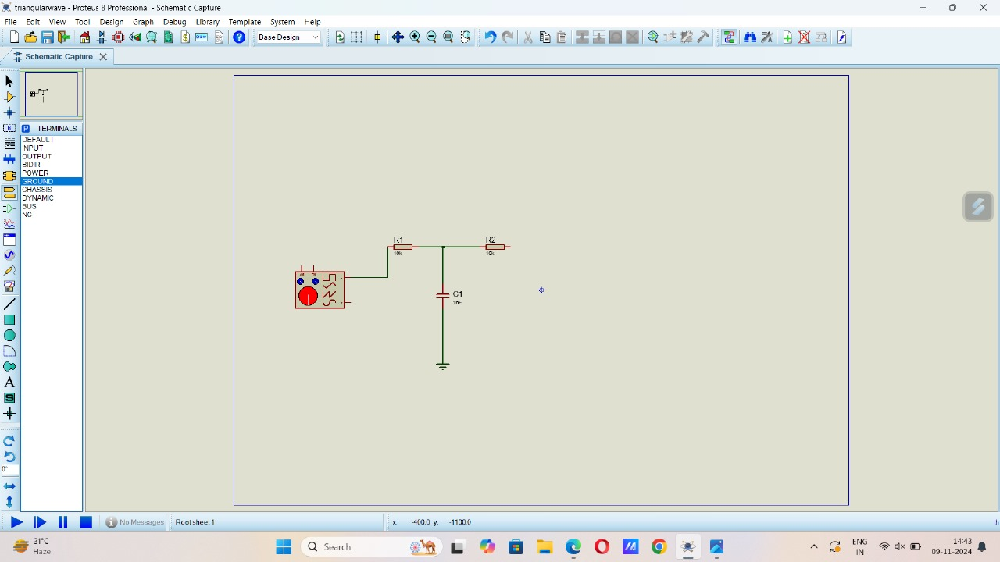 triangularwave - Proteus 8 Professional - Schematic Capture
File Edit View Tool Design Graph Debug Library Template System Help
Base Design
Schematic Capture
P TERMINALS
LBL
DEFAULT
INPUT
OUTPUT
BIDIR
POWER
GROUND
CHASSIS
DYNAMIC
BUS
NC
R1
10k
R2
10k
C1
1nF
A
S
0°
No Messages
Root sheet 1
x: -400.0 y: -1100.0
th
31°C
Haze
Search
ENG
IN
14:43
09-11-2024